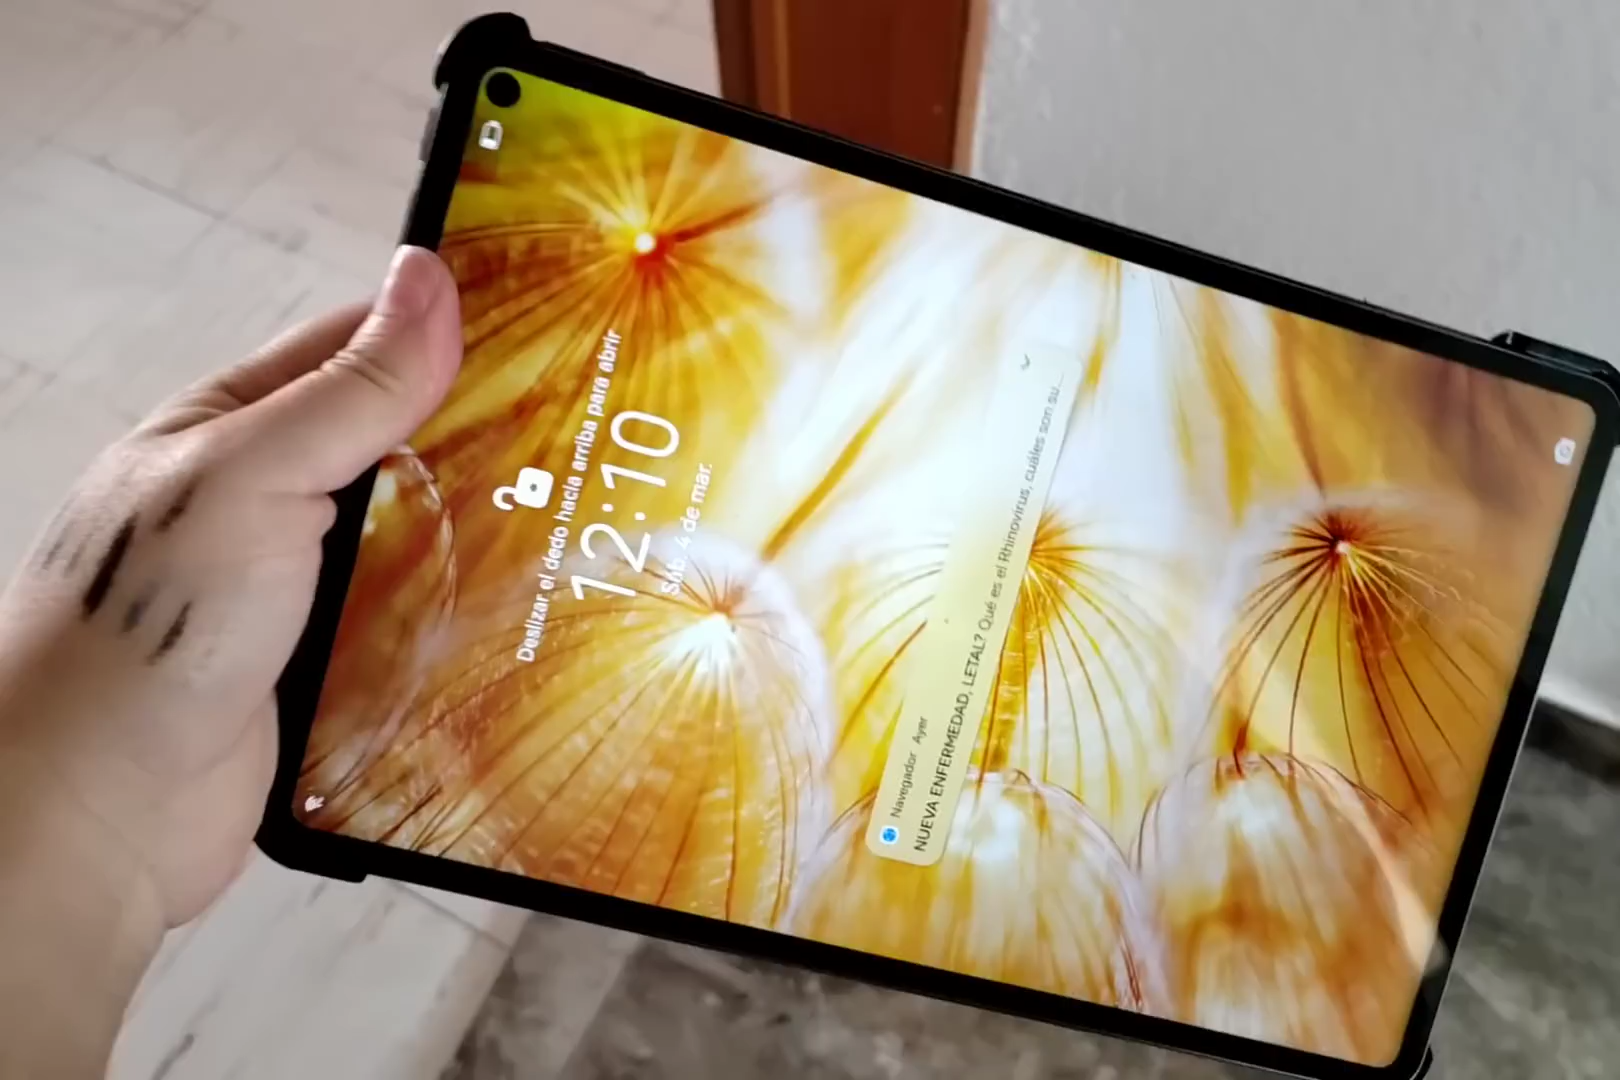 Deslizar el dedo hacia arriba para abrir
12:10
Sáb. 4 de mar.
Navegador Ayer
NUEVA ENFERMEDAD, LETAL? Qué es el Rhinovirus, cuáles son su...